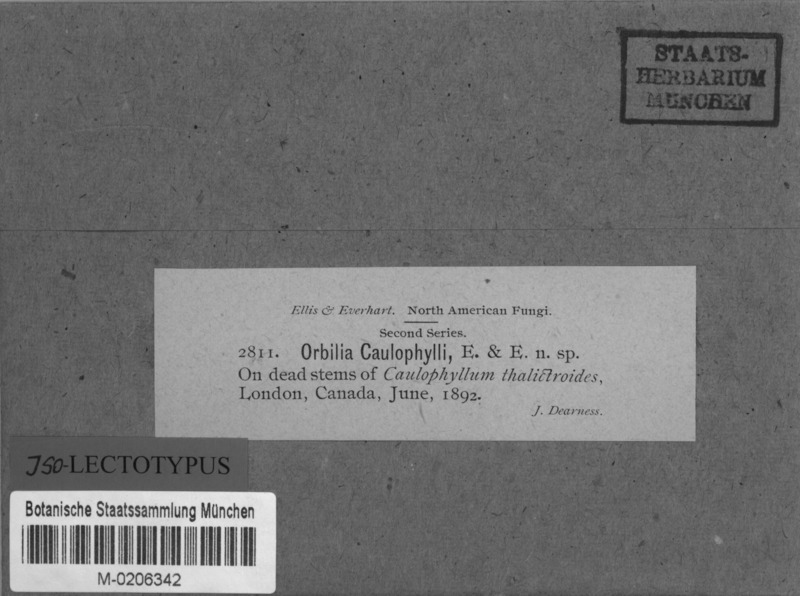 STAATS-
HERBARIUM
MÜNCHEN
Ellis & Everhart. North American Fungi.
Second Series.
2811. Orbilia Caulophylli, E. & E. n. sp.
On dead stems of Caulophyllum thalictroides,
London, Canada, June, 1892.
J. Dearness.
Iso-LECTOTYPUS
Botanische Staatssammlung München
M-0206342